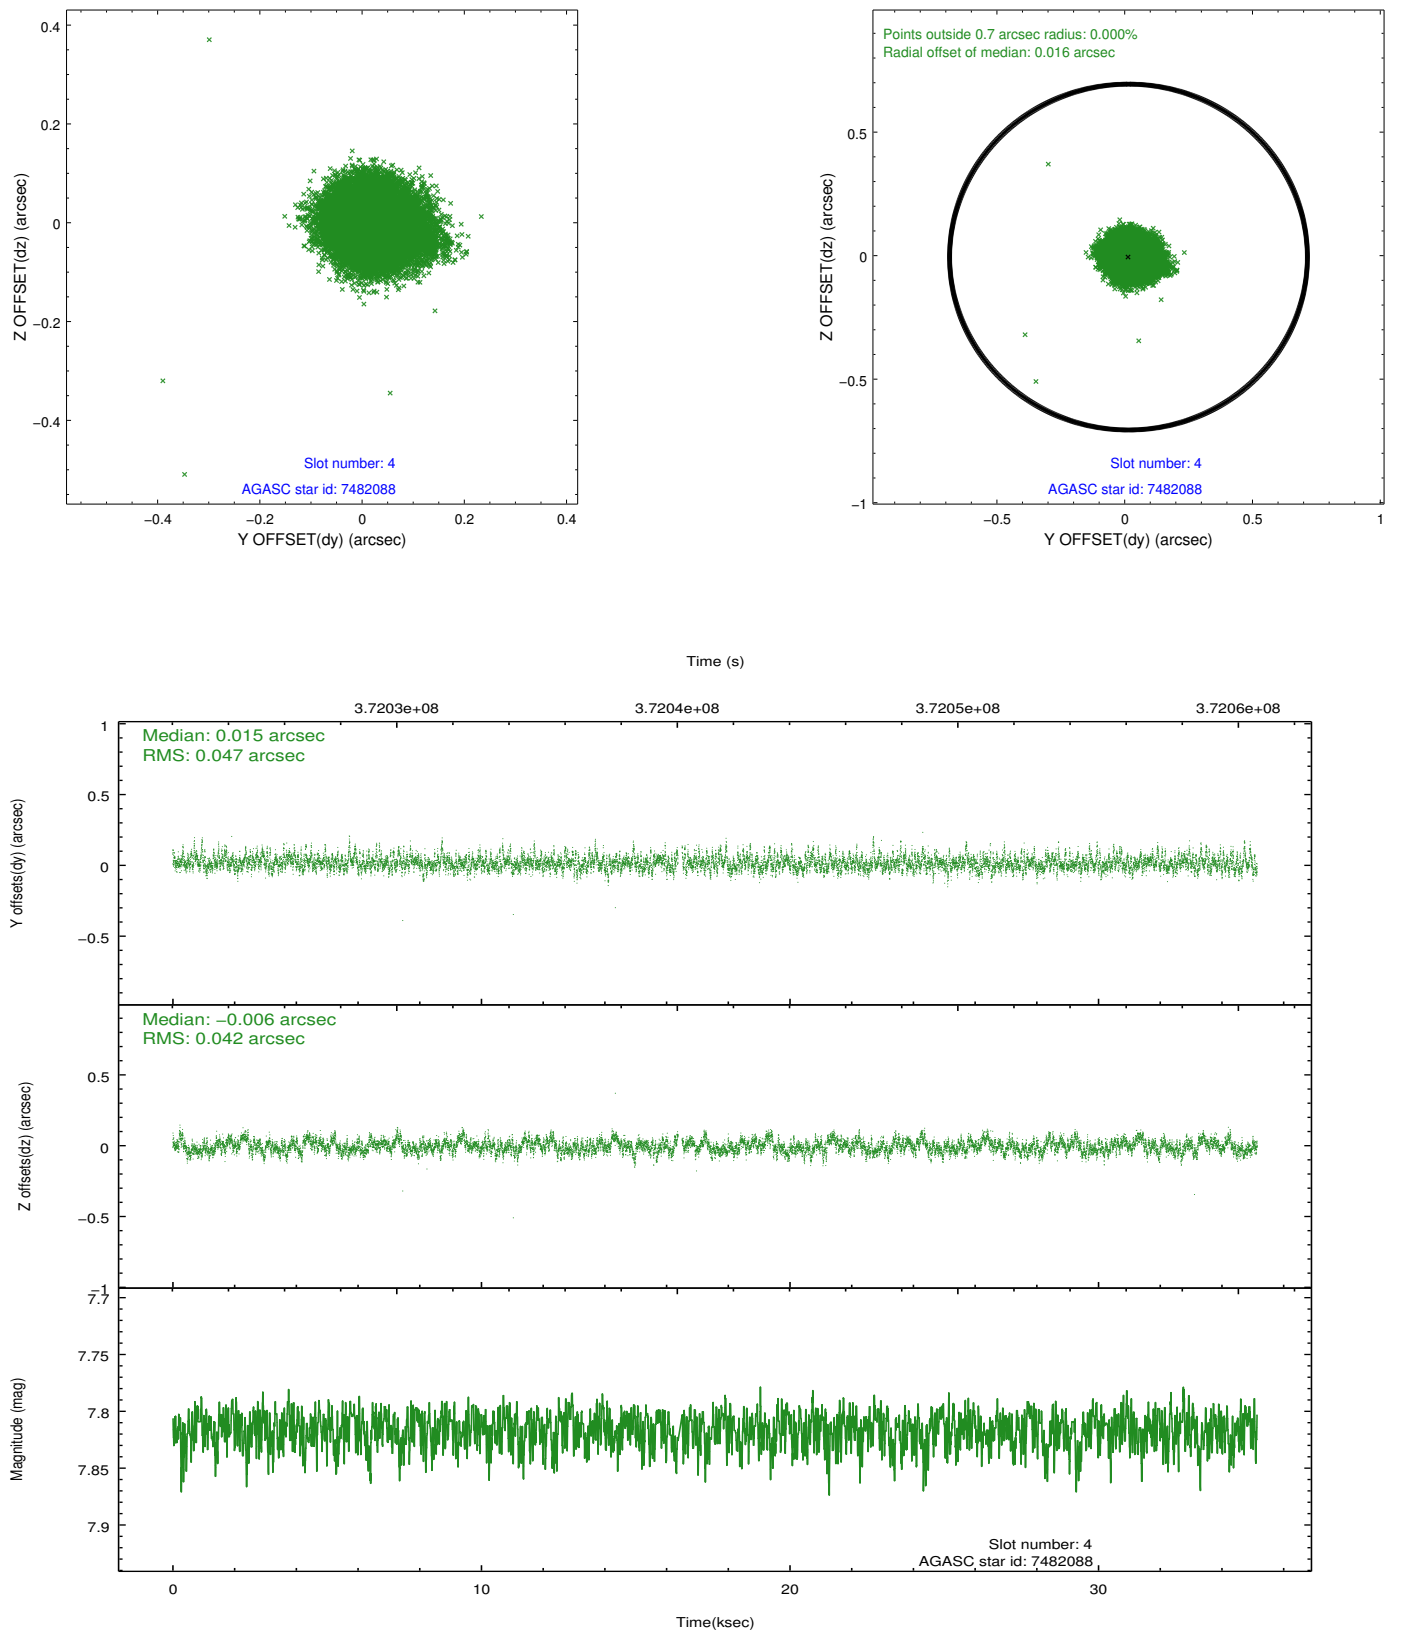 0.4
0.2
0
−0.2
−0.4
−0.4
−0.2
0
0.2
0.4
Z OFFSET(dz) (arcsec)
Y OFFSET(dy) (arcsec)
Slot number: 4
AGASC star id: 7482088
Points outside 0.7 arcsec radius: 0.000%
Radial offset of median: 0.016 arcsec
0.5
0
−0.5
−1
−0.5
0
0.5
1
Z OFFSET(dz) (arcsec)
Y OFFSET(dy) (arcsec)
Slot number: 4
AGASC star id: 7482088
Time (s)
3.7203e+08
3.7204e+08
3.7205e+08
3.7206e+08
Median: 0.015 arcsec
RMS: 0.047 arcsec
1
0.5
0
−0.5
Y offsets(dy) (arcsec)
Median: −0.006 arcsec
RMS: 0.042 arcsec
0.5
0
−0.5
−1
Z offsets(dz) (arcsec)
7.7
7.75
7.8
7.85
7.9
Magnitude (mag)
Slot number: 4
AGASC star id: 7482088
0
10
20
30
Time(ksec)